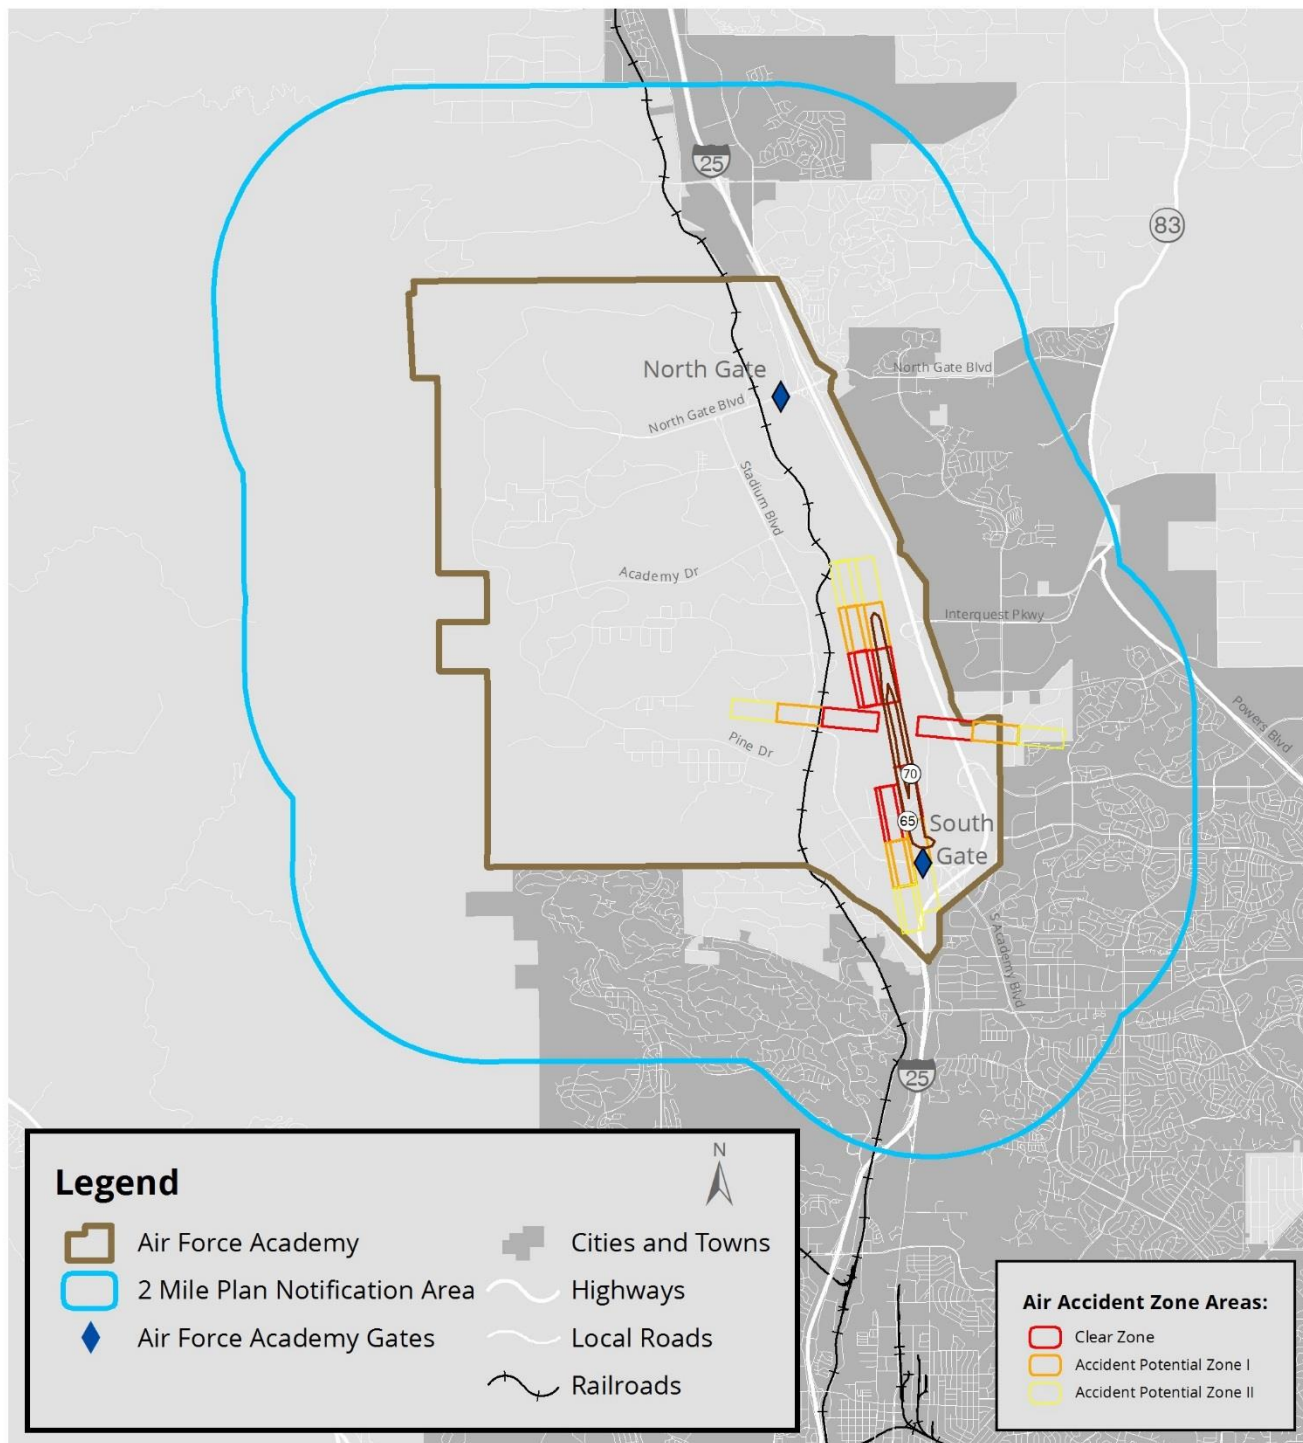 25
83
North Gate
North Gate Blvd
North Gate Blvd
Stadium Blvd
Academy Dr
Interquest Pkwy
Powers Blvd
Pine Dr
70
65
South
Gate
S Academy Blvd
25
N
Legend
Air Force Academy
2 Mile Plan Notification Area
Air Force Academy Gates
Cities and Towns
Highways
Local Roads
Railroads
Air Accident Zone Areas:
Clear Zone
Accident Potential Zone I
Accident Potential Zone II